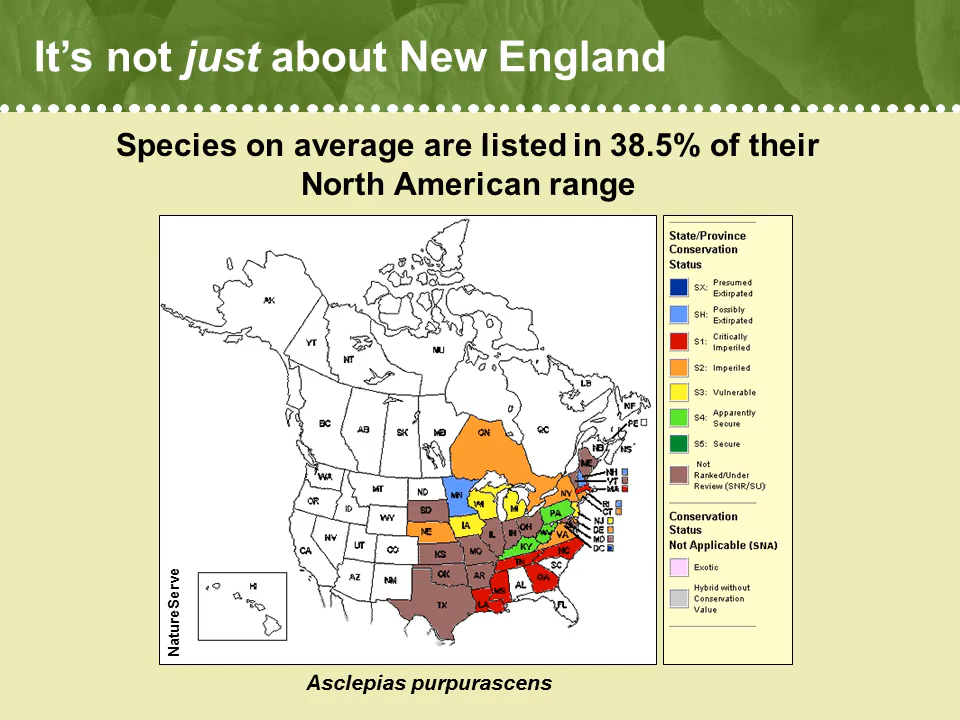 It's not just about New England
Species on average are listed in 38.5% of their
North American range
AK
YT
NT
NU
BC
AB
SK
MB
ON
QC
LB
NF
PE
NB
NS
ME
NH
VT
MA
RI
CT
NJ
DE
MD
DC
WA
OR
ID
MT
ND
MN
WI
MI
NY
PA
SD
WY
NE
IA
NV
UT
CO
KS
MO
IL
IN
OH
KY
VA
CA
AZ
NM
OK
AR
TN
NC
SC
TX
LA
MS
AL
GA
FL
HI
NatureServe
State/Province
Conservation
Status
SX: Presumed
Extirpated
SH: Possibly
Extirpated
S1: Critically
Imperiled
S2: Imperiled
S3: Vulnerable
S4: Apparently
Secure
S5: Secure
Not
Ranked/Under
Review (SNR/SU)
Conservation
Status
Not Applicable (SNA)
Exotic
Hybrid without
Conservation
Value
Asclepias purpurascens